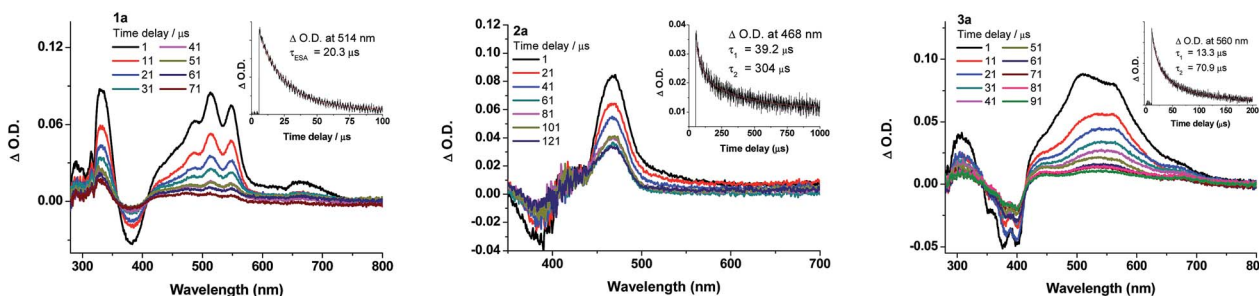 1a
Time delay / µs
1 41
11 51
21 61
31 71
Δ O.D. at 514 nm
τESA = 20.3 µs
Δ O.D.
0 25 50 75 100
Time delay / µs
Δ O.D.
0.12
0.06
0.00
300 400 500 600 700 800
Wavelength (nm)
2a
Time delay / µs
1
21
41
61
81
101
121
Δ O.D. at 468 nm
τ1 = 39.2 µs
τ2 = 304 µs
Δ O.D.
0.04
0.03
0.02
0.01
0 250 500 750 1000
Time delay (µs)
Δ O.D.
0.12
0.10
0.08
0.06
0.04
0.02
0.00
-0.02
-0.04
400 500 600 700
Wavelength (nm)
3a
Time delay / µs
1 51
11 61
21 71
31 81
41 91
Δ O.D. at 560 nm
τ1 = 13.3 µs
τ2 = 70.9 µs
Δ O.D.
0 50 100 150 200
Time delay (µs)
Δ O.D.
0.10
0.05
0.00
-0.05
300 400 500 600 700 800
Wavelength (nm)